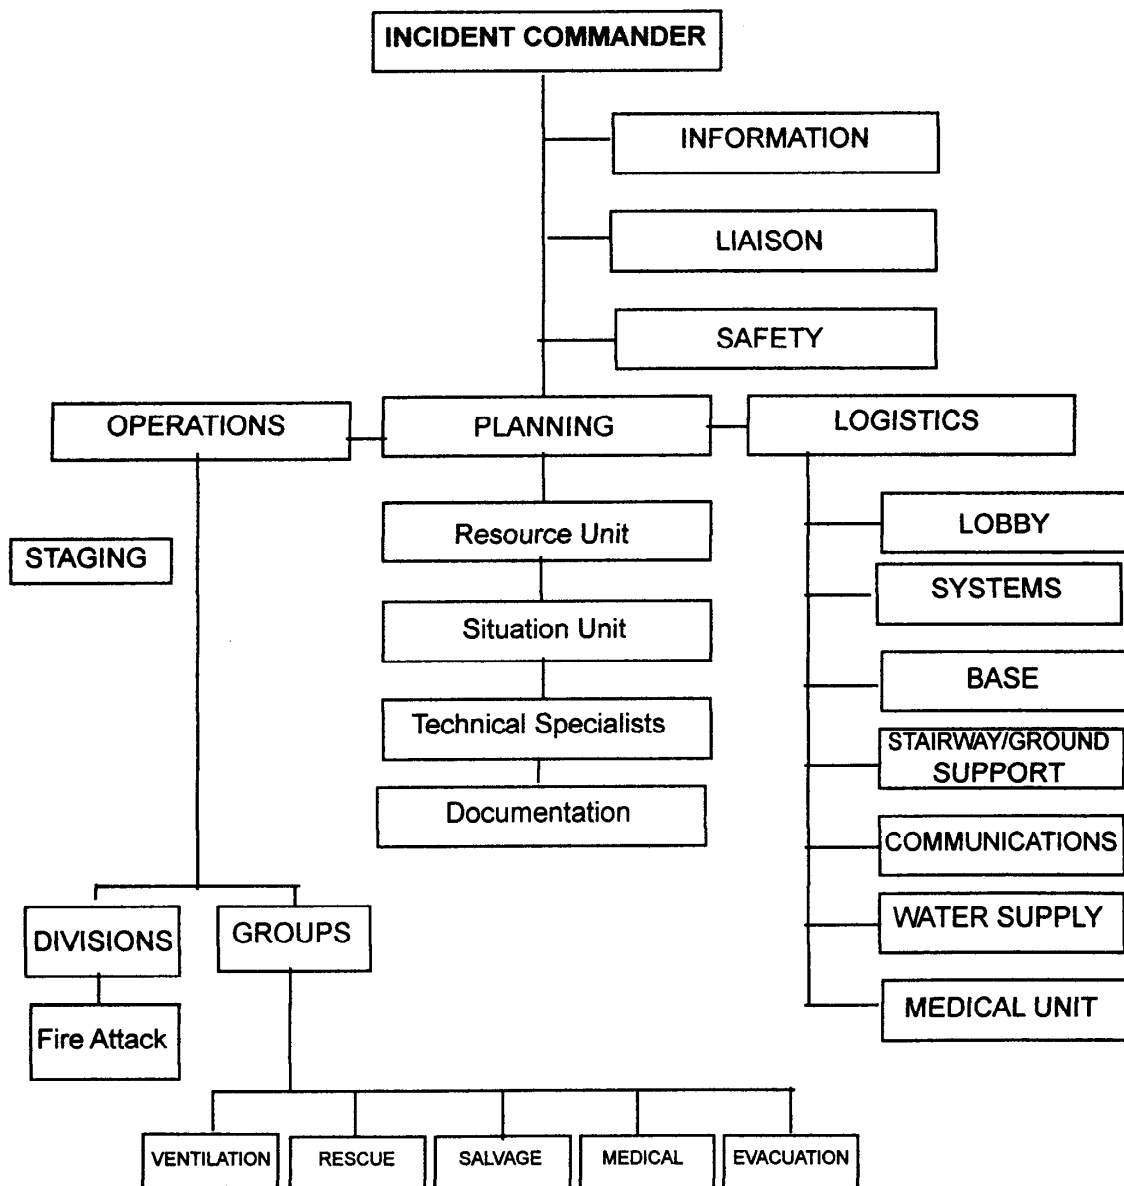 INCIDENT COMMANDER
INFORMATION
LIAISON
SAFETY
OPERATIONS
PLANNING
LOGISTICS
STAGING
Resource Unit
Situation Unit
Technical Specialists
Documentation
LOBBY
SYSTEMS
BASE
STAIRWAY/GROUND
SUPPORT
COMMUNICATIONS
WATER SUPPLY
MEDICAL UNIT
DIVISIONS
GROUPS
Fire Attack
VENTILATION
RESCUE
SALVAGE
MEDICAL
EVACUATION